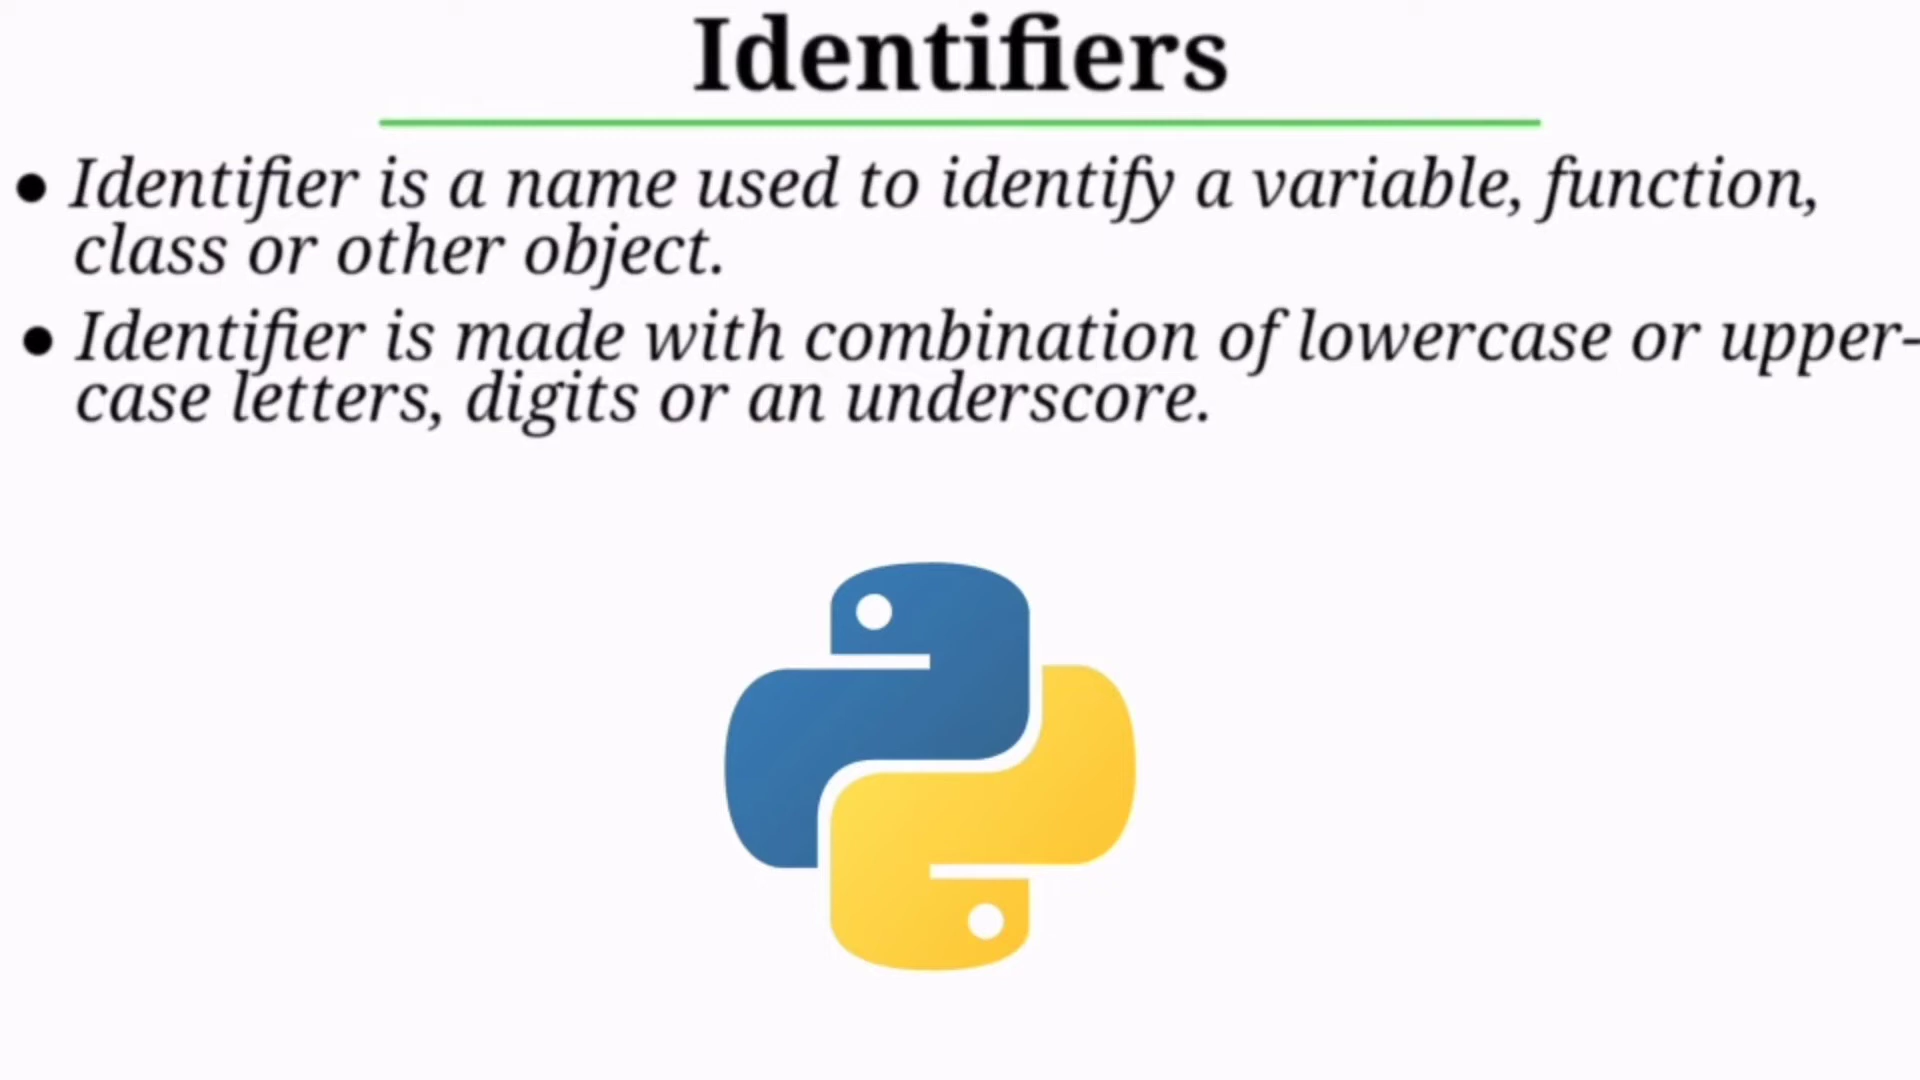 Identifiers
• Identifier is a name used to identify a variable, function,
class or other object.
• Identifier is made with combination of lowercase or upper-
case letters, digits or an underscore.